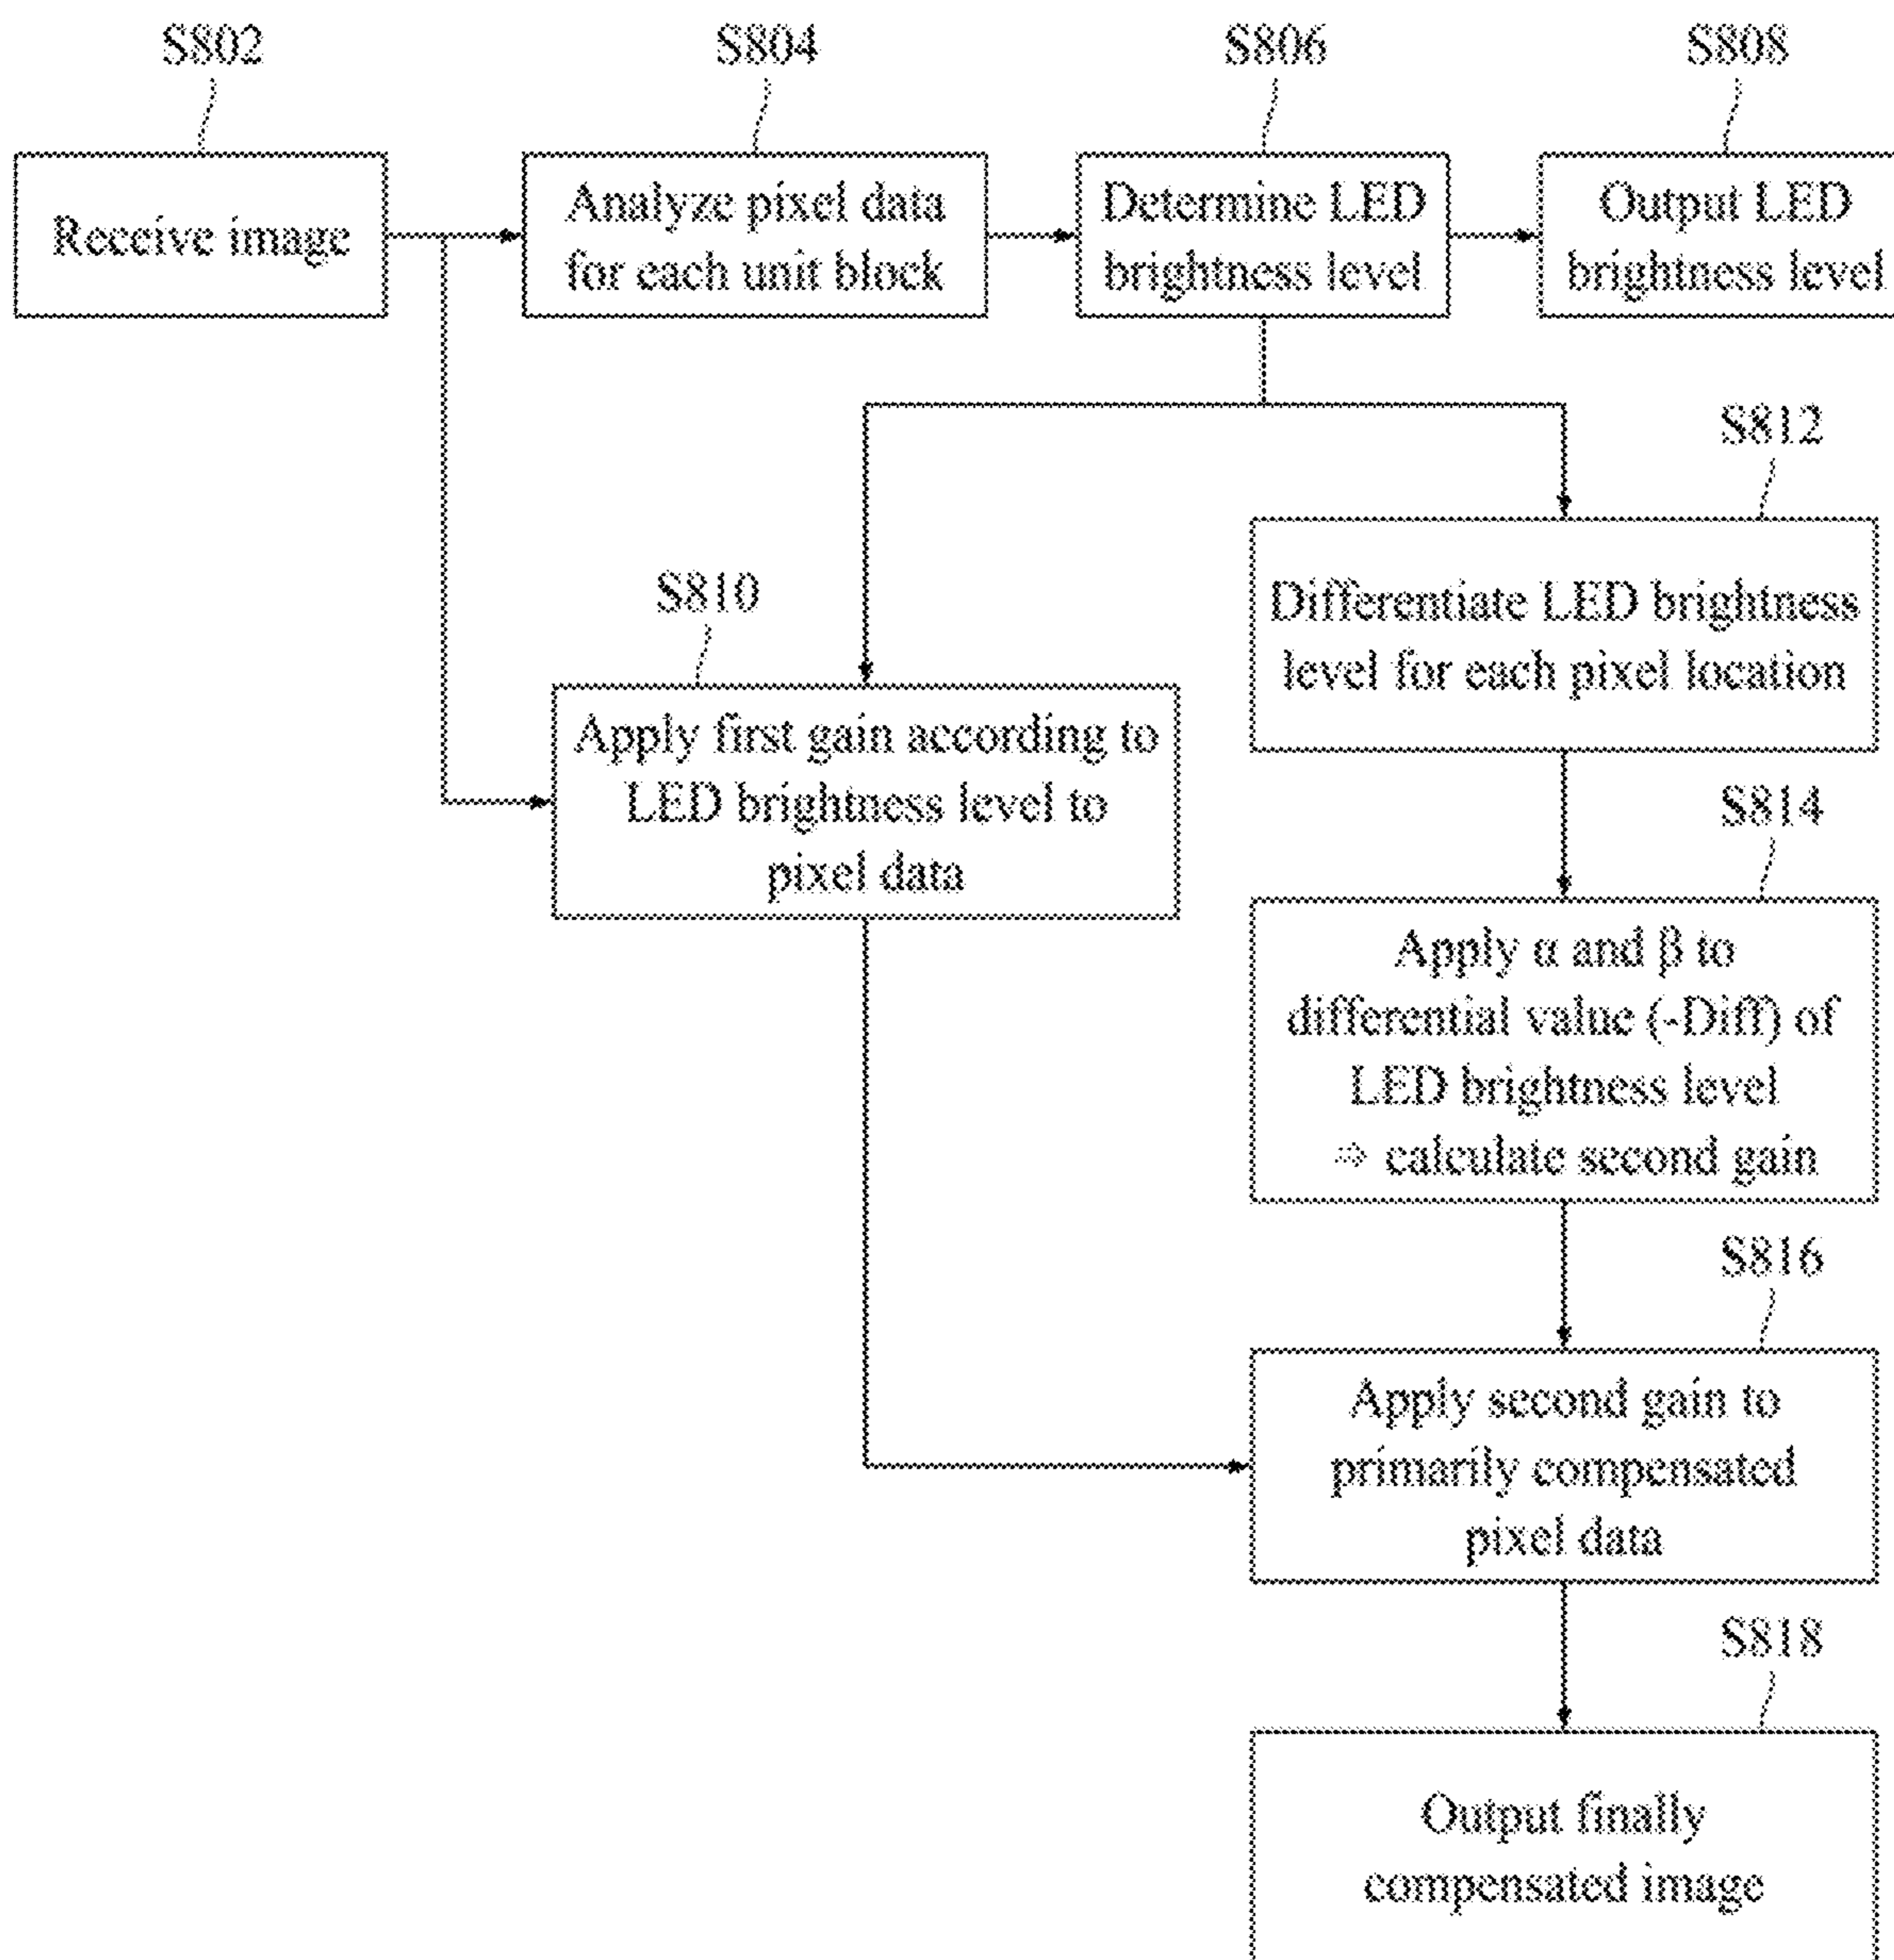 S802
S804
S806
S808
Receive image
Analyze pixel data
for each unit block
Determine LED
brightness level
Output LED
brightness level
S812
Differentiate LED brightness
level for each pixel location
S810
Apply first gain according to
LED brightness level to
pixel data
S814
Apply α and β to
differential value (-Diff) of
LED brightness level
⇒ calculate second gain
S816
Apply second gain to
primarily compensated
pixel data
S818
Output finally
compensated image